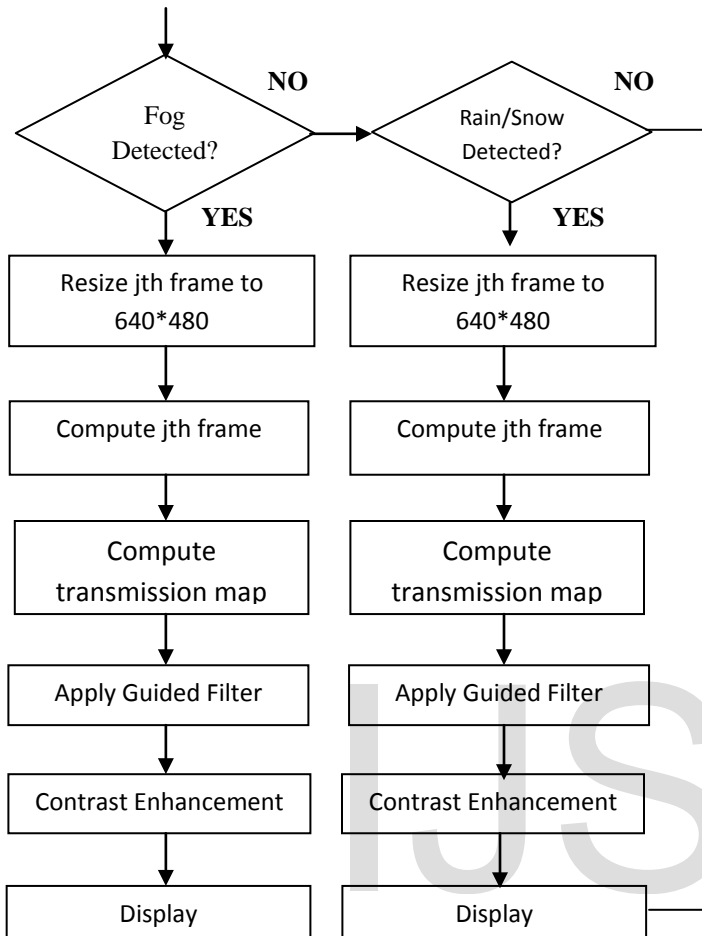 NO
NO
Fog
Detected?
Rain/Snow
Detected?
YES
YES
Resize jth frame to
640*480
Resize jth frame to
640*480
Compute jth frame
Compute jth frame
Compute
transmission map
Compute
transmission map
Apply Guided Filter
Apply Guided Filter
Contrast Enhancement
Contrast Enhancement
Display
Display
IJS